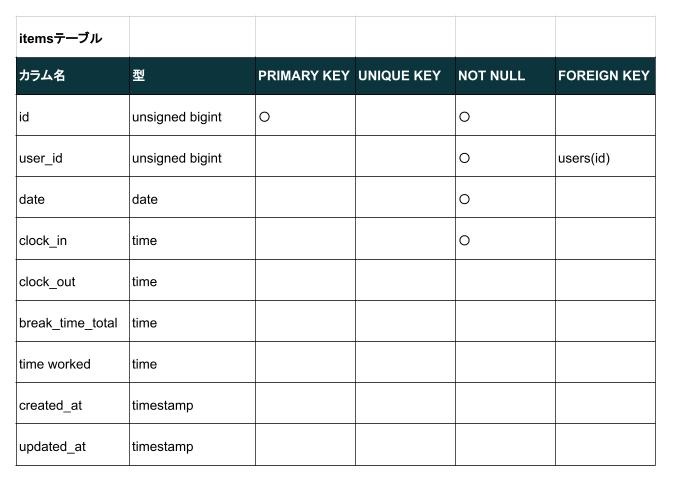 itemsテーブル
カラム名 型 PRIMARY KEY UNIQUE KEY NOT NULL FOREIGN KEY
id unsigned bigint ○ ○
user_id unsigned bigint ○ users(id)
date date ○
clock_in time ○
clock_out time
break_time_total time
time worked time
created_at timestamp
updated_at timestamp